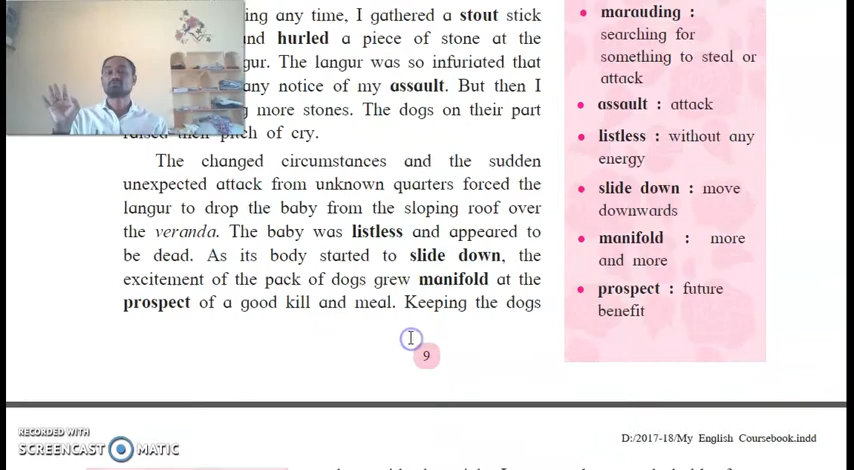 ing any time, I gathered a stout stick
nd hurled a piece of stone at the
gur. The langur was so infuriated that
any notice of my assault. But then I
more stones. The dogs on their part
pitch of cry.
The changed circumstances and the sudden
unexpected attack from unknown quarters forced the
langur to drop the baby from the sloping roof over
the veranda. The baby was listless and appeared to
be dead. As its body started to slide down, the
excitement of the pack of dogs grew manifold at the
prospect of a good kill and meal. Keeping the dogs
9
• marauding :
searching for
something to steal or
attack
• assault : attack
• listless : without any
energy
• slide down : move
downwards
• manifold : more
and more
• prospect : future
benefit
RECORDED WITH
SCREENCAST MATIC
D:/2017-18/My English Coursebook.indd